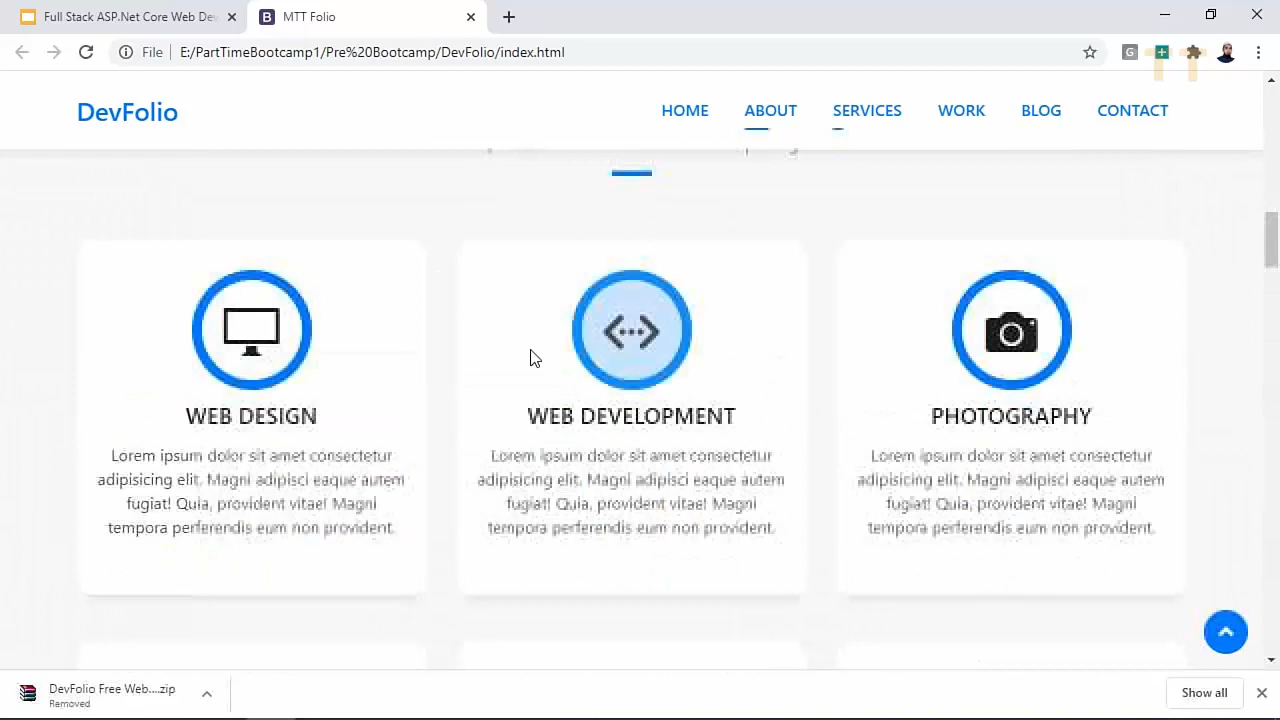 Full Stack ASP.Net Core Web De
MTT Folio
File E:/PartTimeBootcamp1/Pre%20Bootcamp/DevFolio/index.html
DevFolio HOME ABOUT SERVICES WORK BLOG CONTACT
WEB DESIGN
Lorem ipsum dolor sit amet consectetur
adipisicing elit. Magni adipisci eaque autem
fugiat! Quia, provident vitae! Magni
tempora perferendis eum non provident.
WEB DEVELOPMENT
Lorem ipsum dolor sit amet consectetur
adipisicing elit. Magni adipisci eaque autem
fugiat! Quia, provident vitae! Magni
tempora perferendis eum non provident.
PHOTOGRAPHY
Lorem ipsum dolor sit amet consectetur
adipisicing elit. Magni adipisci eaque autem
fugiat! Quia, provident vitae! Magni
tempora perferendis eum non provident.
DevFolio Free Web....zip
Removed
Show all